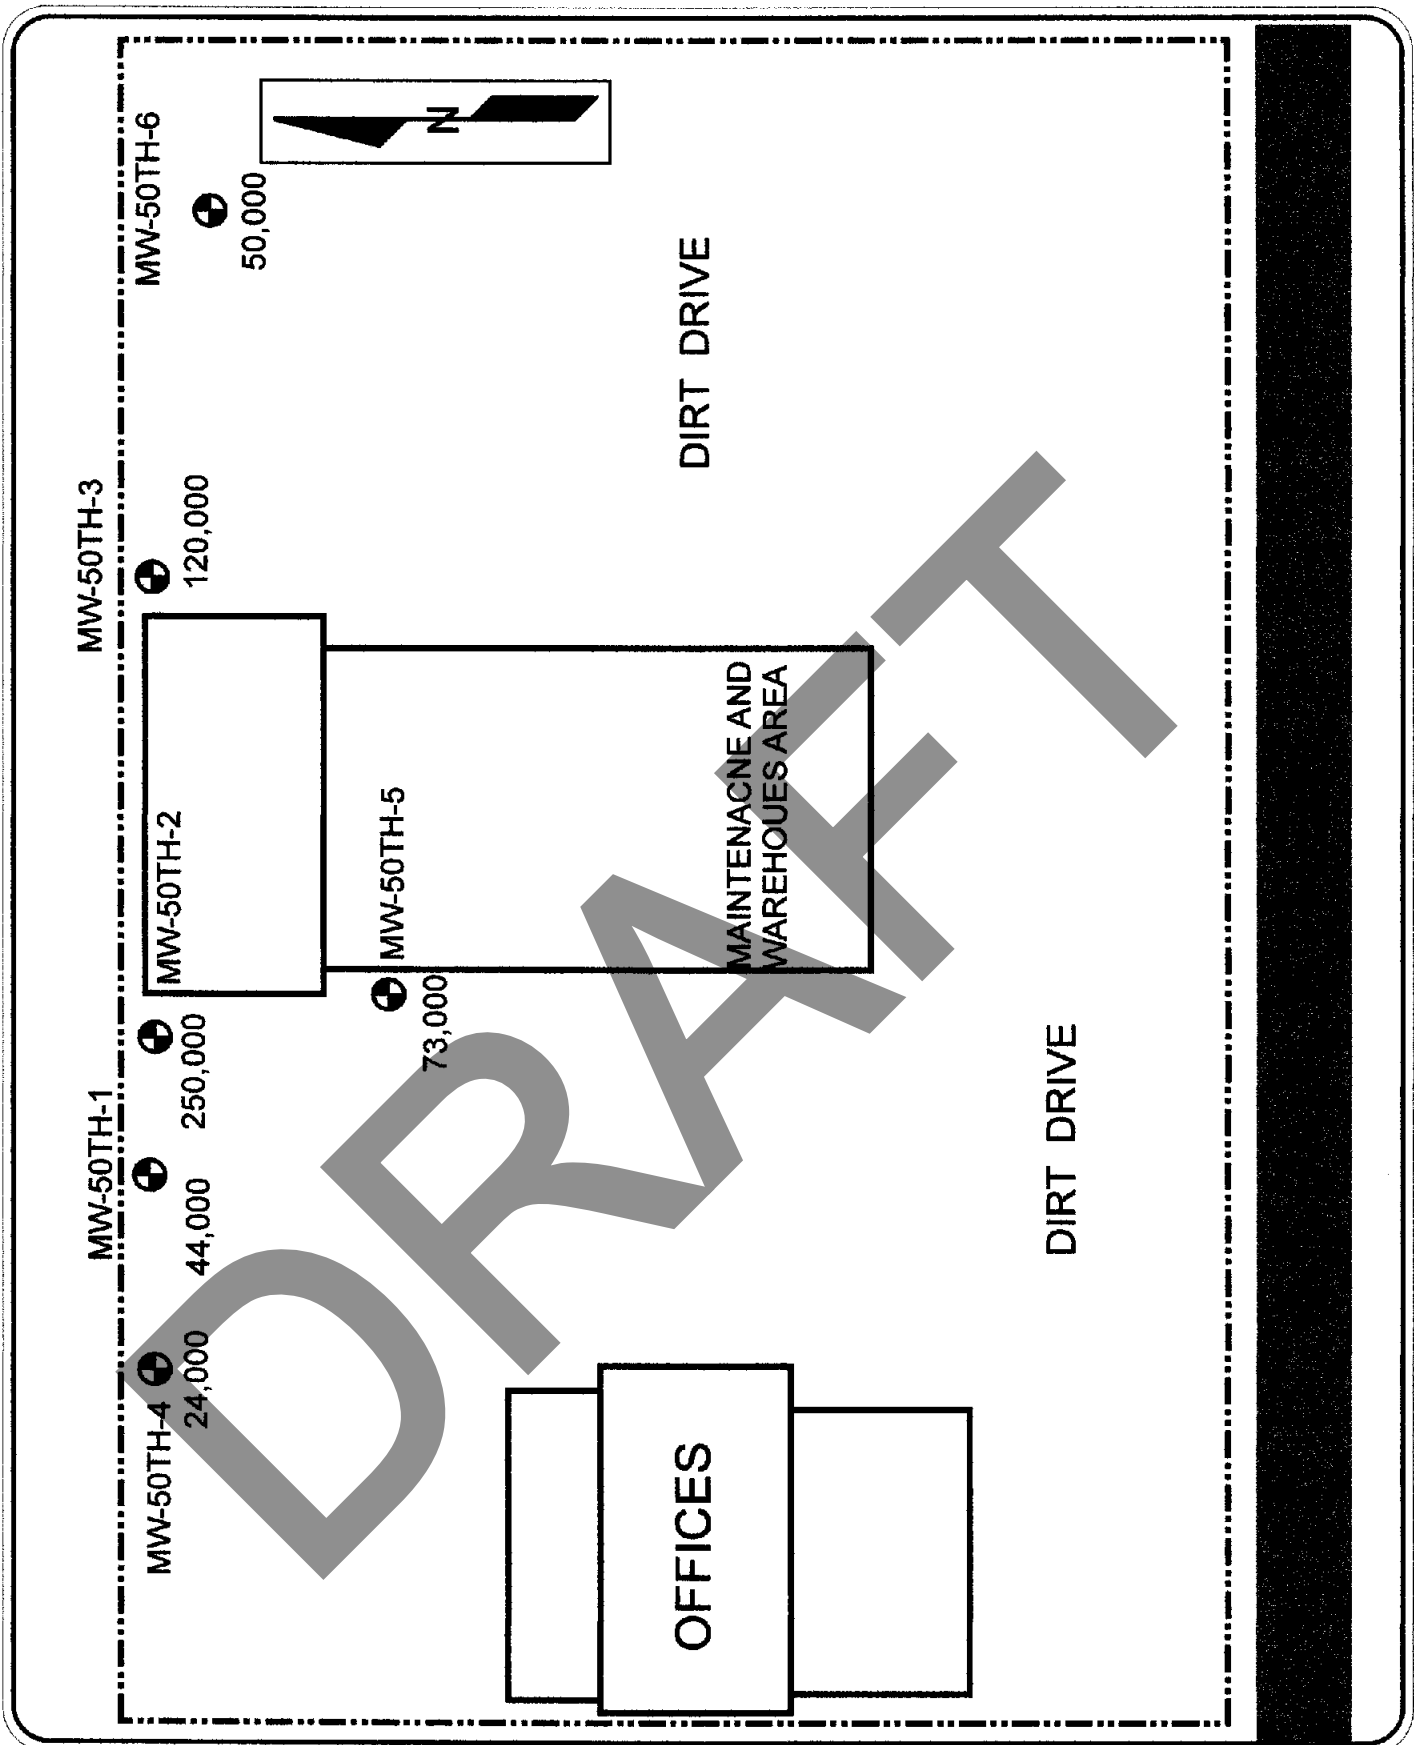 MW-50TH-4
24,000
MW-50TH-1
44,000
250,000
MW-50TH-2
MW-50TH-5
73,000
MW-50TH-3
120,000
MW-50TH-6
50,000
N
MAINTENACNE AND
WAREHOUES AREA
OFFICES
DIRT DRIVE
DIRT DRIVE
DRAFT